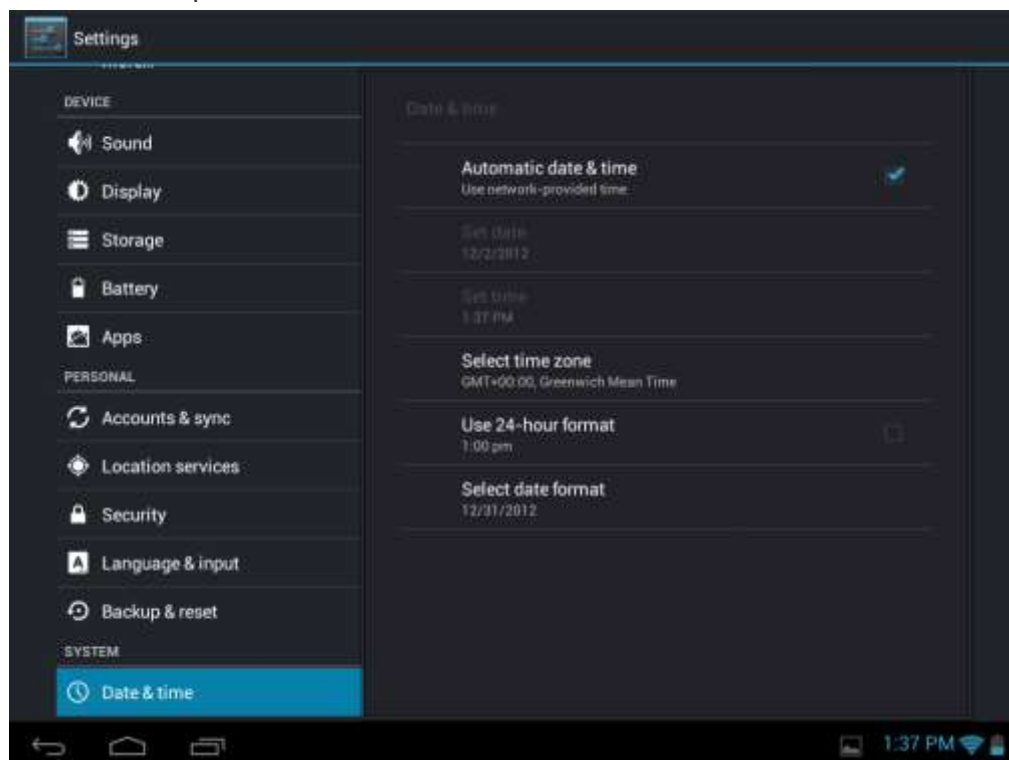 Settings
DEVICE
Sound
Display
Storage
Battery
Apps
PERSONAL
Accounts & sync
Location services
Security
Language & input
Backup & reset
SYSTEM
Date & time
Date & time
Automatic date & time
Use network-provided time
Set date
12/2/2012
Set time
1:37 PM
Select time zone
GMT+00:00, Greenwich Mean Time
Use 24-hour format
1:00 pm
Select date format
12/31/2012
1:37 PM